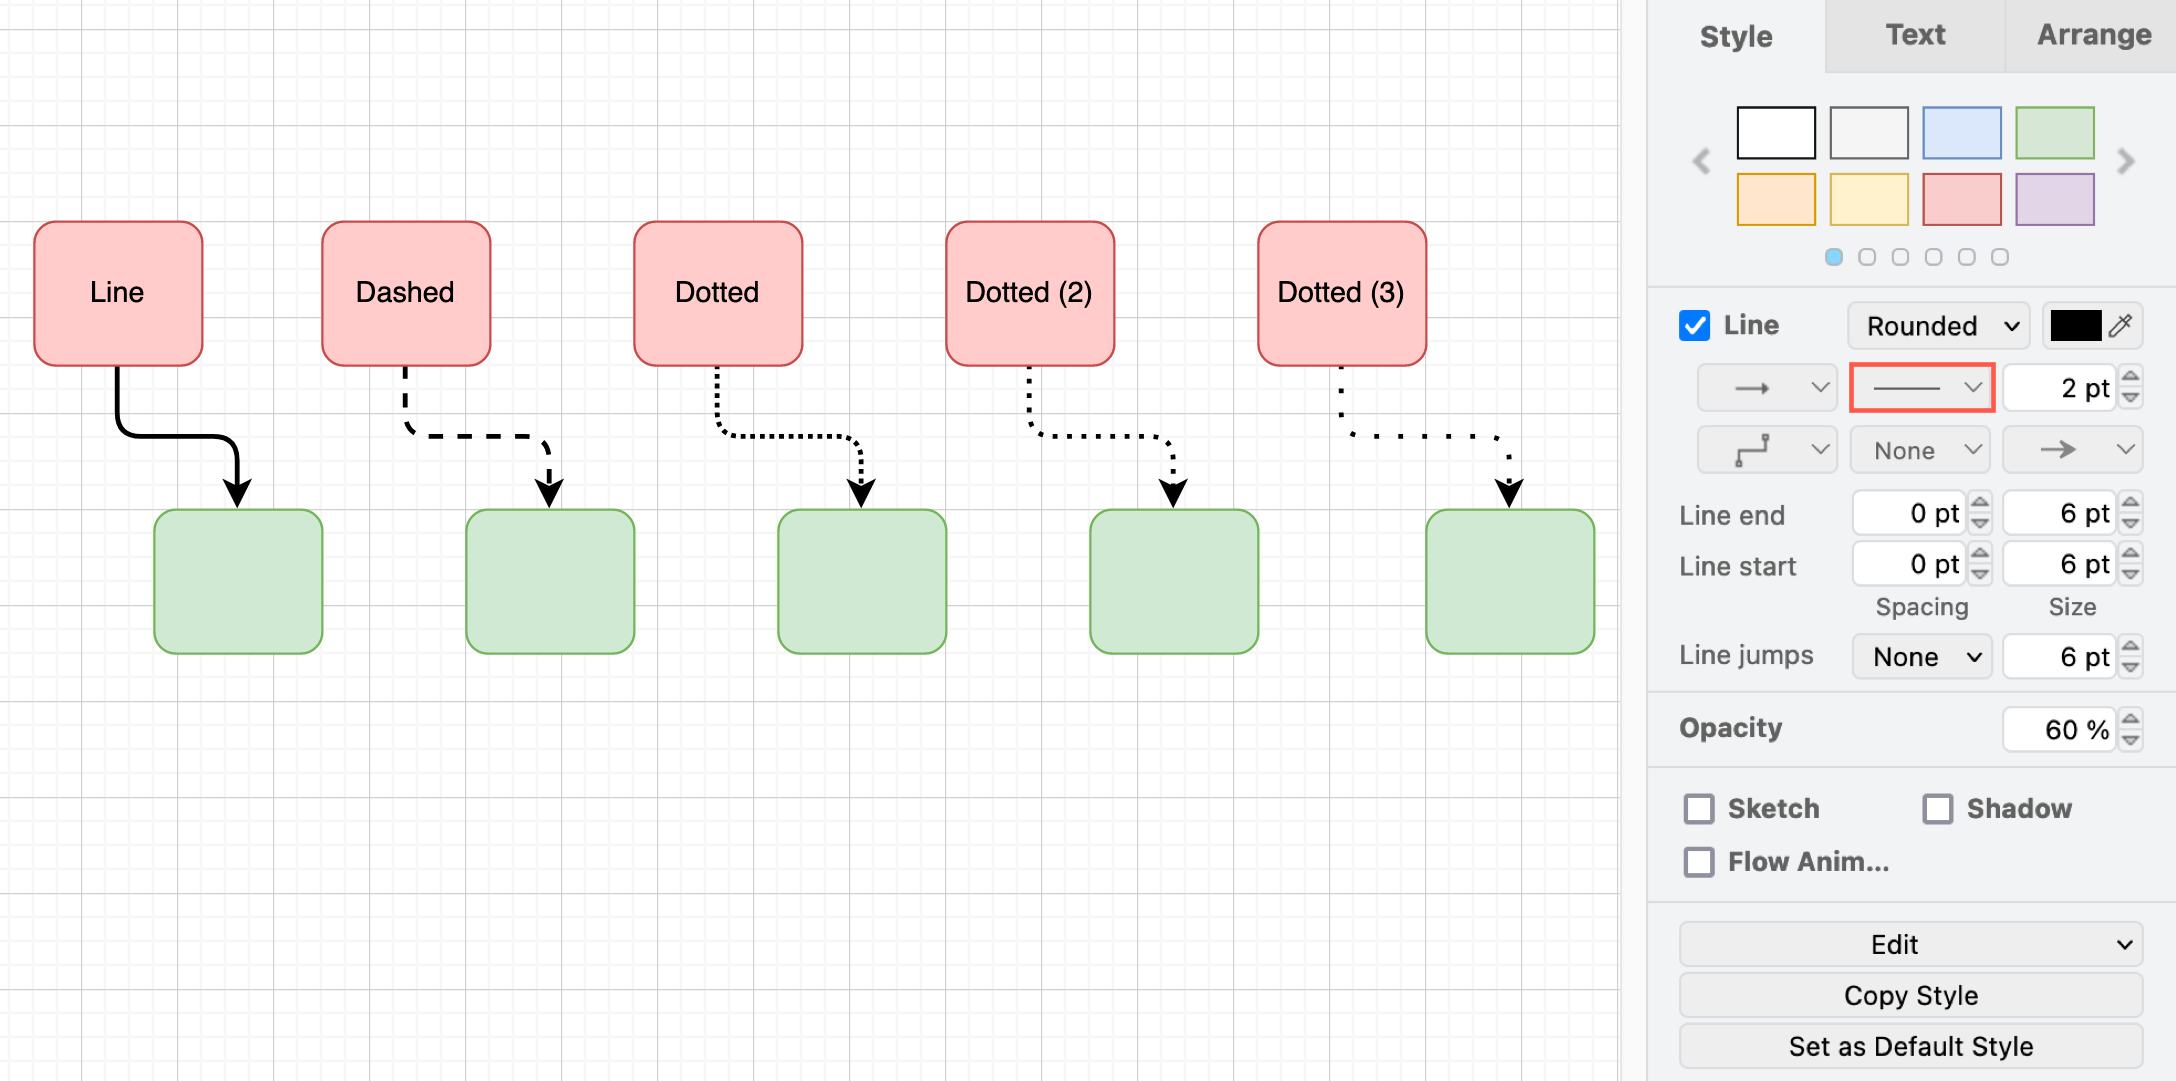 Line
Dashed
Dotted
Dotted (2)
Dotted (3)
Style Text Arrange
Line Rounded
2 pt
None
Line end 0 pt 6 pt
Line start 0 pt 6 pt
Spacing Size
Line jumps None 6 pt
Opacity 60 %
Sketch Shadow
Flow Anim...
Edit
Copy Style
Set as Default Style